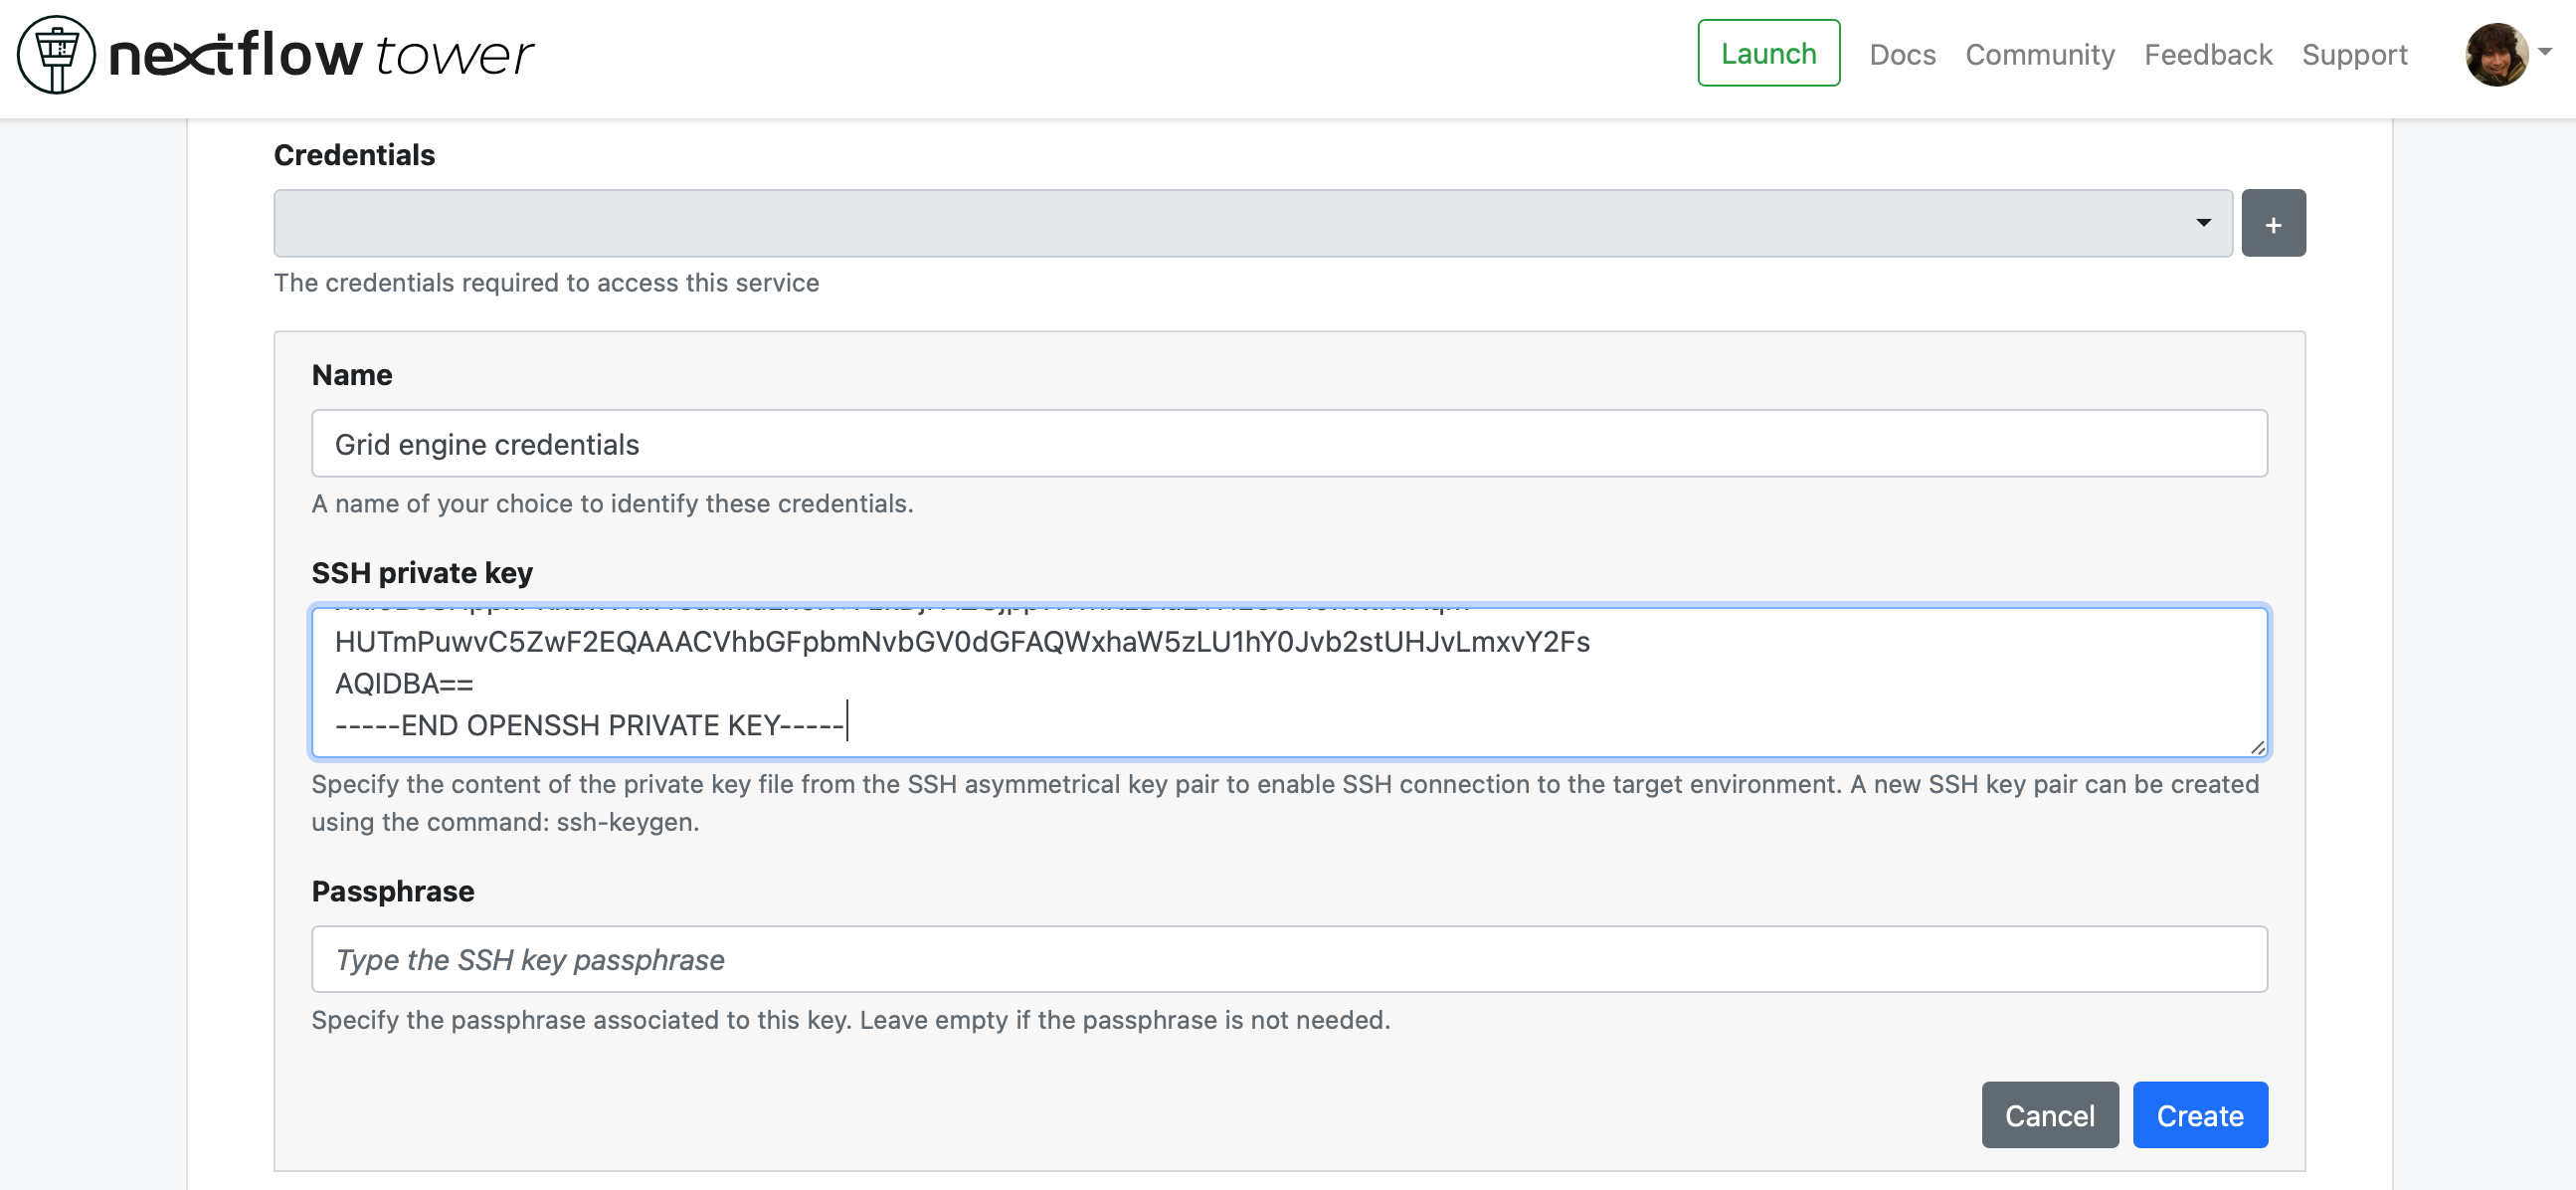 nextflow tower
Launch Docs Community Feedback Support
Credentials
+
The credentials required to access this service
Name
Grid engine credentials
A name of your choice to identify these credentials.
SSH private key
HUTmPuwvC5ZwF2EQAAACVhbGFpbmNvbGV0dGFAQWxhaW5zLU1hY0Jvb2stUHJvLmxvY2Fs
AQIDBA==
-----END OPENSSH PRIVATE KEY-----
Specify the content of the private key file from the SSH asymmetrical key pair to enable SSH connection to the target environment. A new SSH key pair can be created
using the command: ssh-keygen.
Passphrase
Type the SSH key passphrase
Specify the passphrase associated to this key. Leave empty if the passphrase is not needed.
Cancel Create